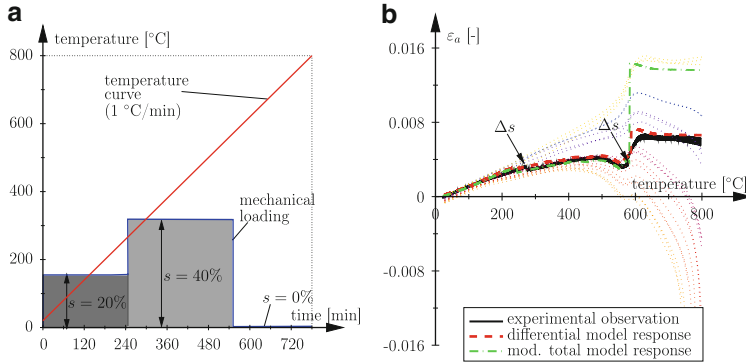 a
temperature [°C]
800
600
400
200
0
temperature
curve
(1 °C/min)
mechanical
loading
s = 20%
s = 40%
s = 0%
time [min]
0 120 240 360 480 600 720
b
εa [-]
0.016
0.008
0
-0.008
-0.016
Δs
Δs
temperature [°C]
0 200 400 600 800
experimental observation
differential model response
mod. total model response